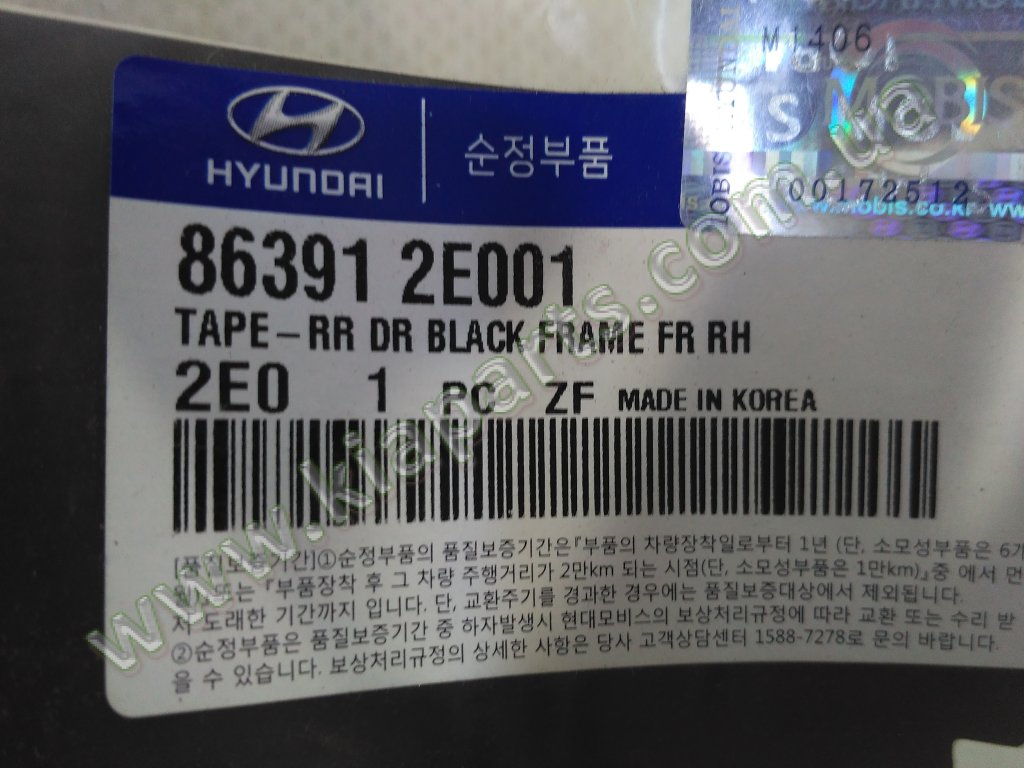 M1406
MOBIS
S
00172512
www.mobis.co.kr
HYUNDAI
순정부품
86391 2E001
TAPE-RR DR BLACK FRAME FR RH
2E0 1 PC ZF MADE IN KOREA
[품질보증기간]①순정부품의 품질보증기간은『부품의 차량장착일로부터 1년 (단, 소모성부품은 6개
월)』또는 『부품장착 후 그 차량 주행거리가 2만km 되는 시점(단, 소모성부품은 1만km)』중 에서 먼
저 도래한 기간까지 입니다. 단, 교환주기를 경과한 경우에는 품질보증대상에서 제외됩니다.
②순정부품은 품질보증기간 중 하자발생시 현대모비스의 보상처리규정에 따라 교환 또는 수리 받
을 수 있습니다. 보상처리규정의 상세한 사항은 당사 고객상담센터 1588-7278로 문의 바랍니다.
www.kiaparts.com.ua